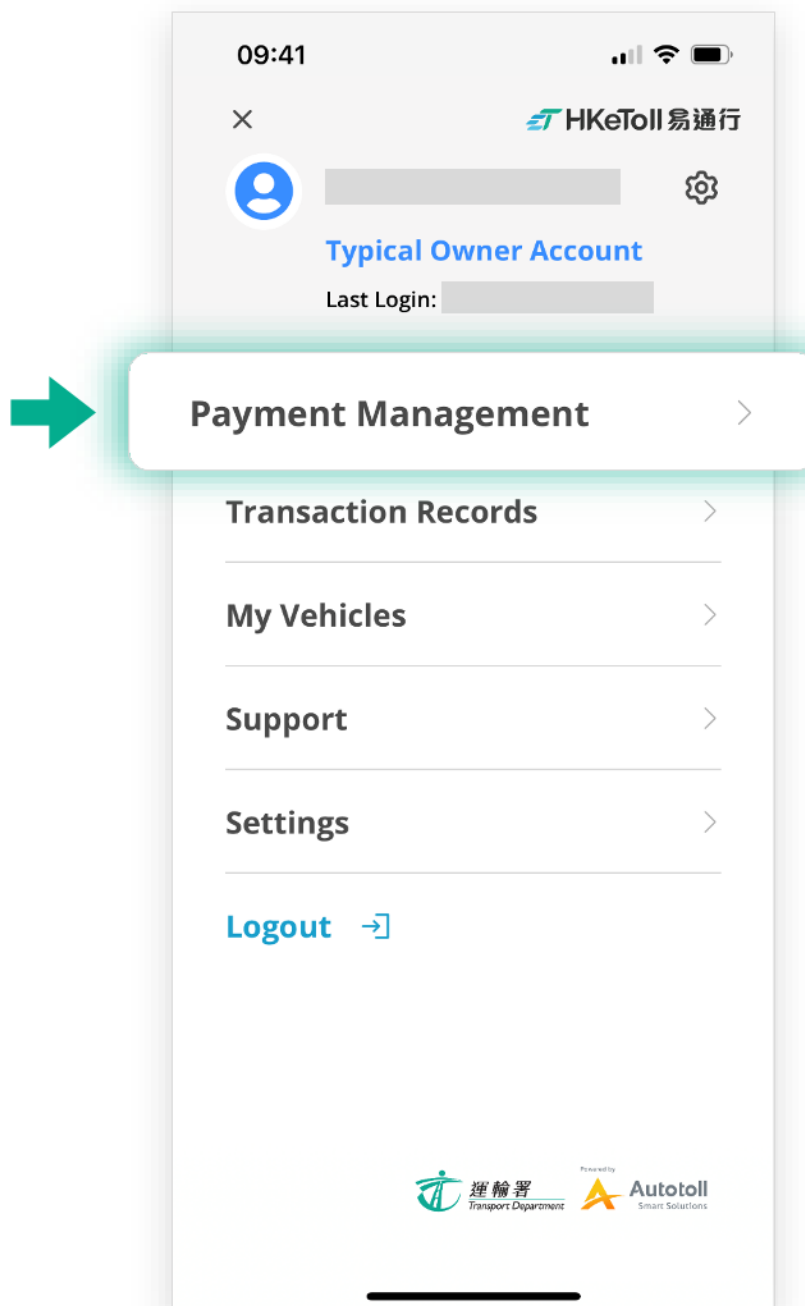 09:41
HKeToll 易通行
Typical Owner Account
Last Login:
Payment Management
Transaction Records
My Vehicles
Support
Settings
Logout
運輸署
Transport Department
Powered by
Autotoll
Smart Solutions